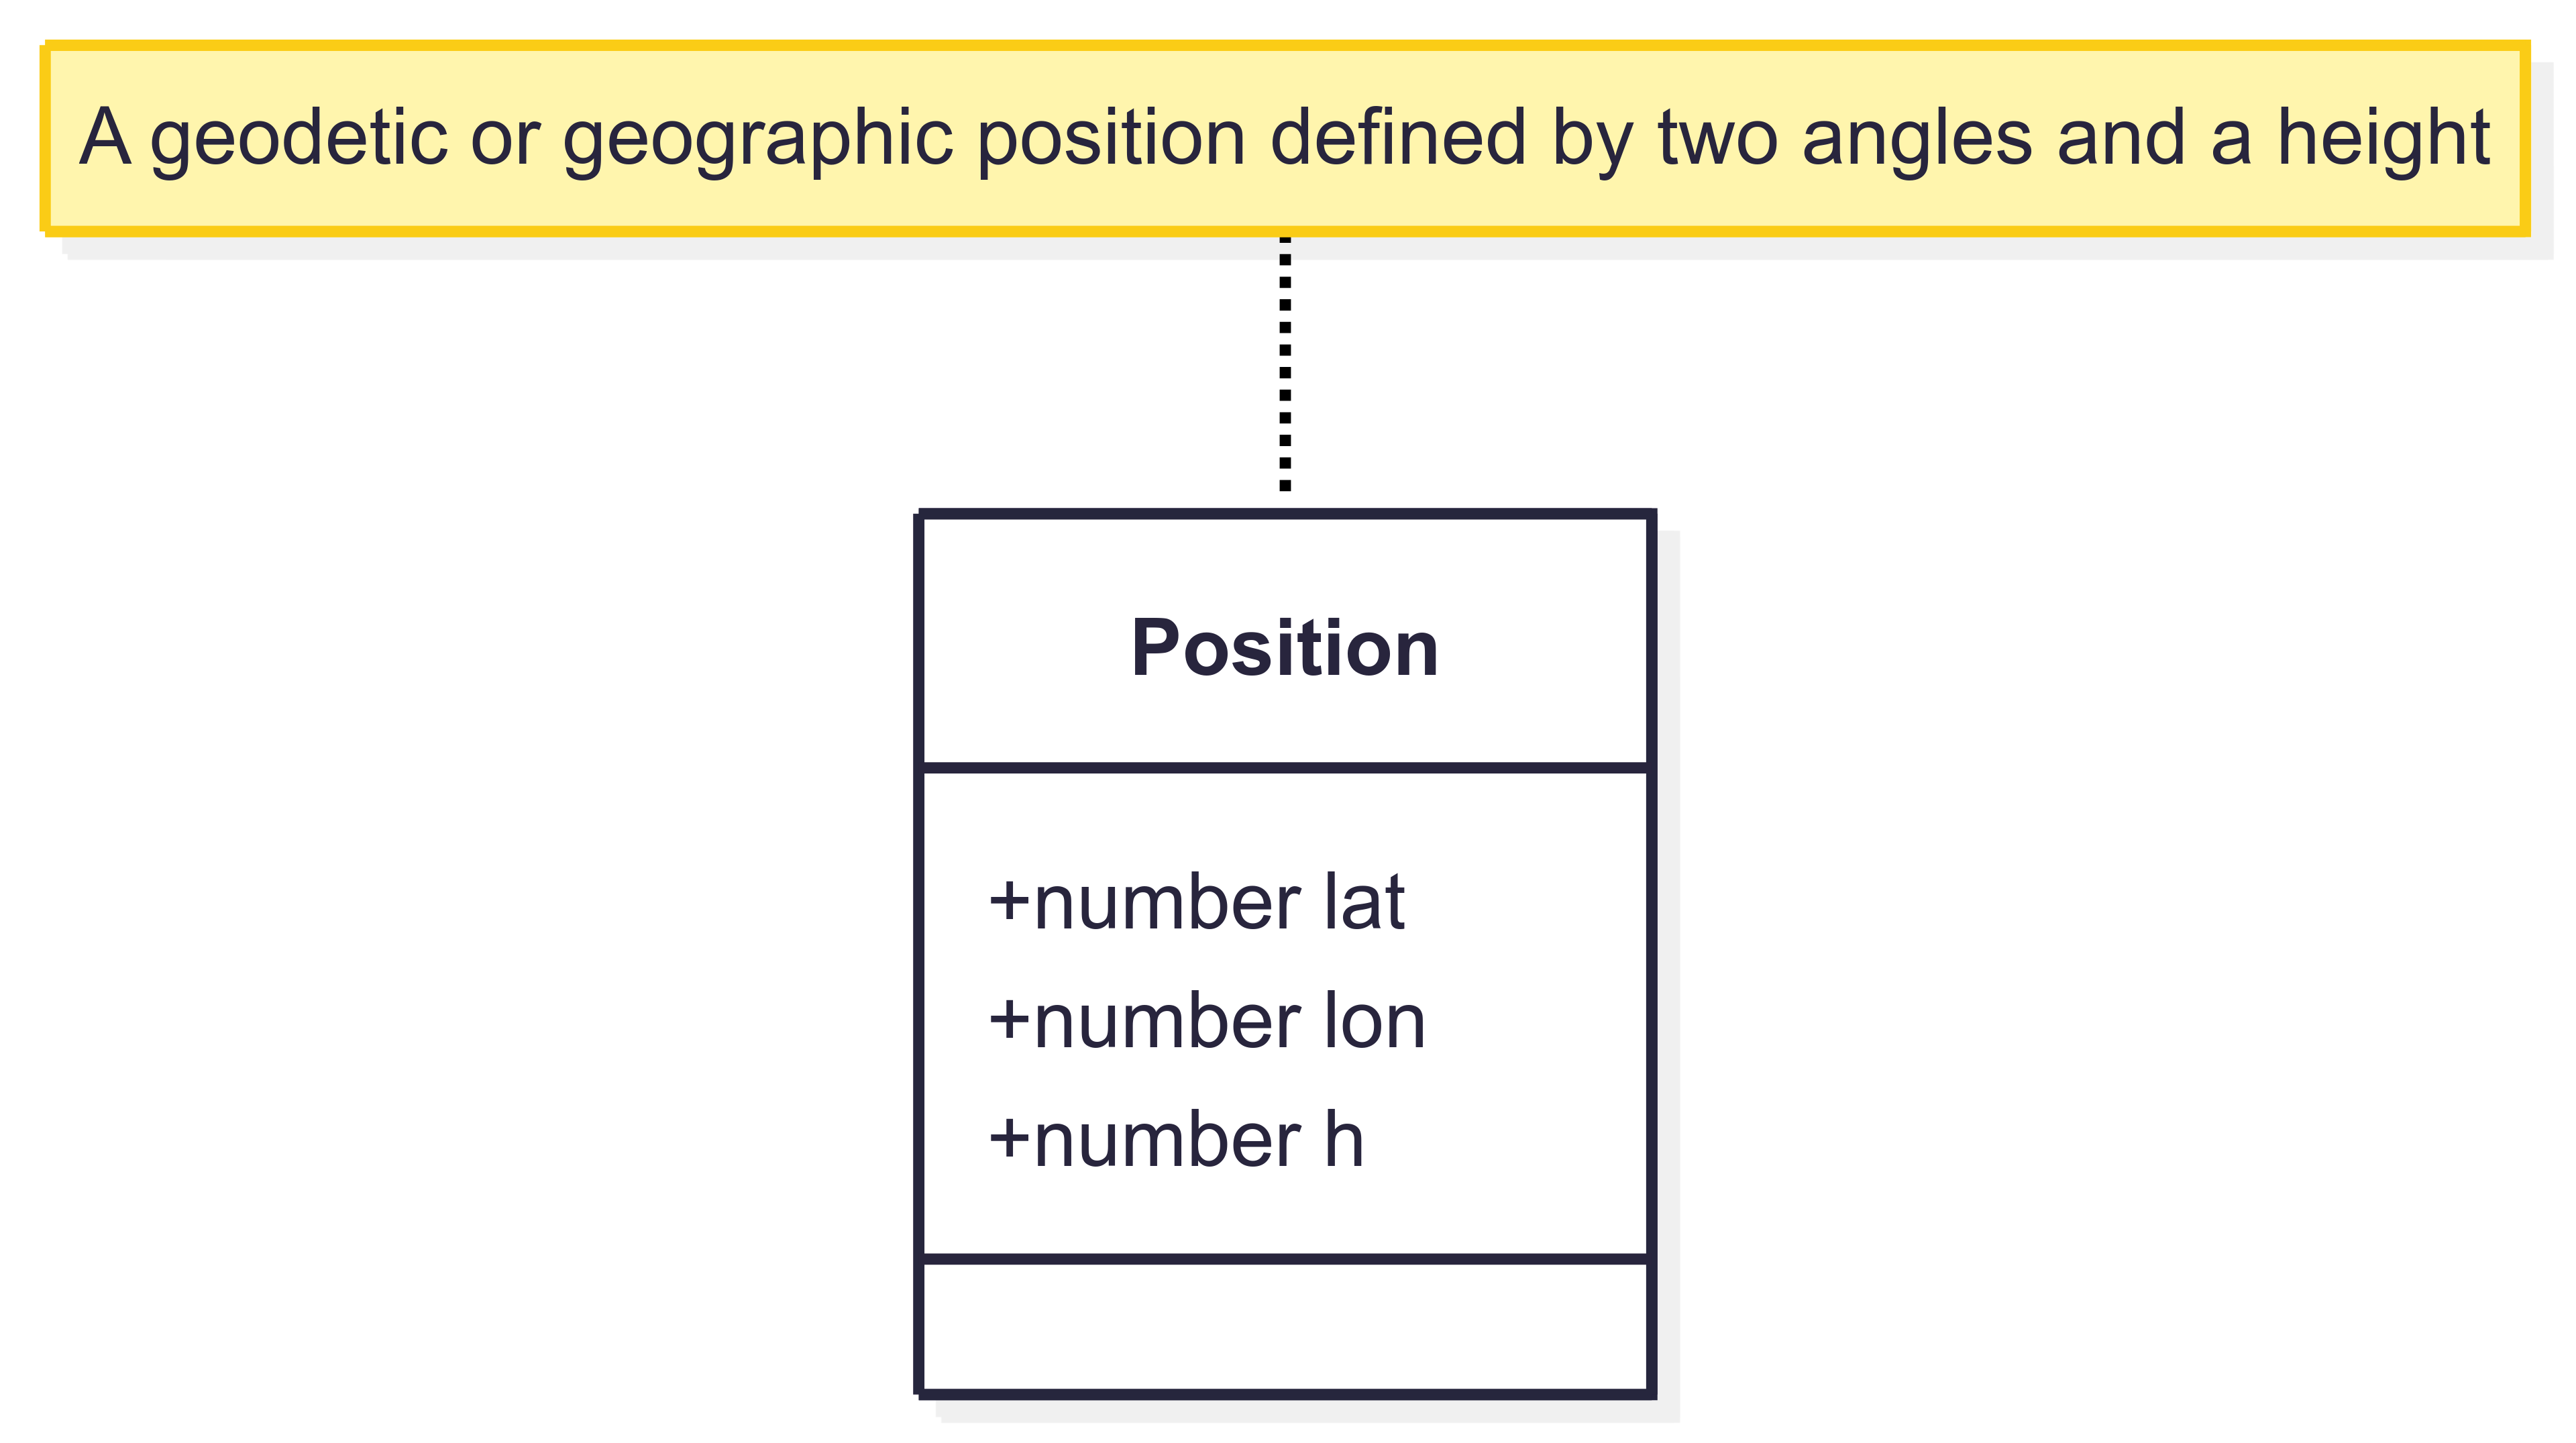 A geodetic or geographic position defined by two angles and a height
Position
+number lat
+number lon
+number h